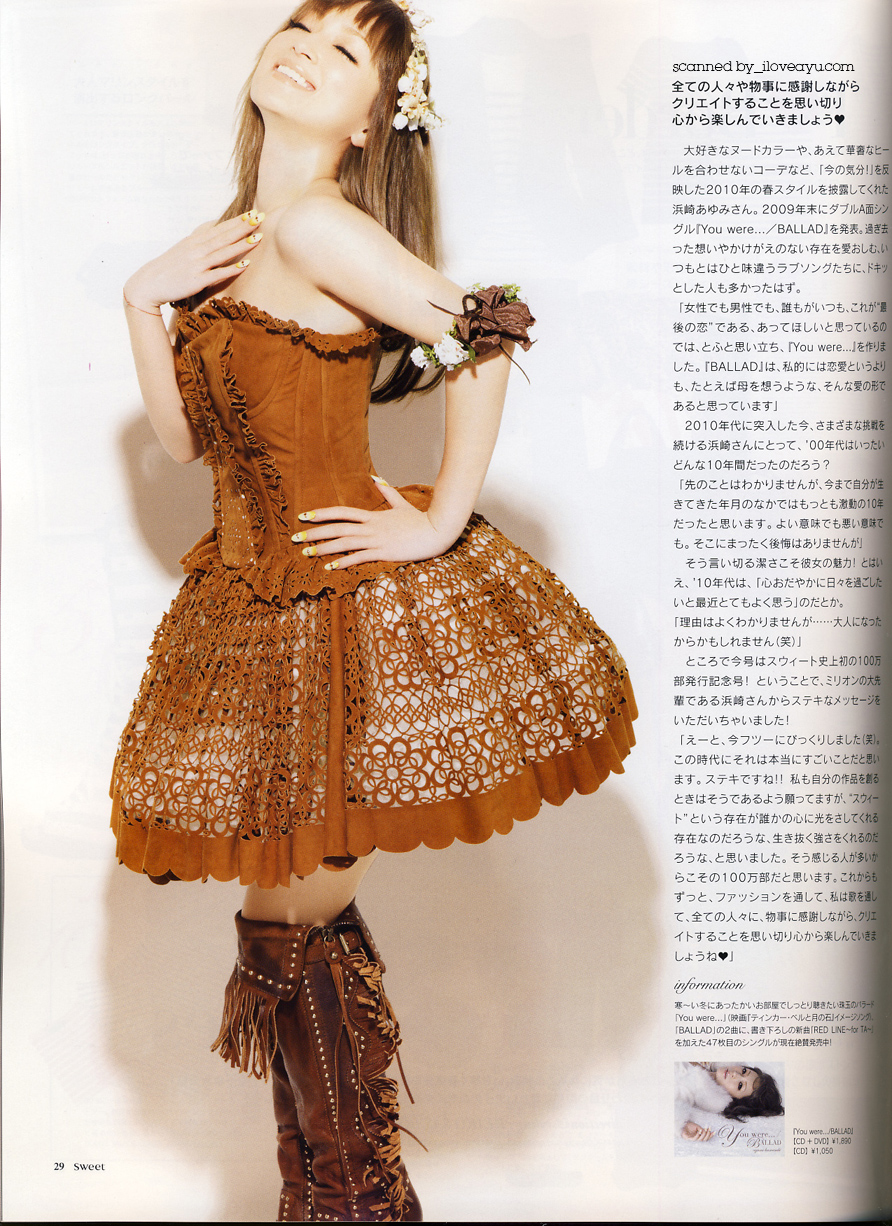 scanned by_iloveayu.com
全ての人々や物事に感謝しながら
クリエイトすることを思い切り
心から楽しんでいきましょう♥
大好きなヌードカラーや、あえて華奢なヒー
ルを合わせないコーデなど、「今の気分!」を反
映した2010年の春スタイルを披露してくれた
浜崎あゆみさん。2009年末にダブルA面シン
グル『You were…／BALLAD』を発表。過ぎ去
った想いやかけがえのない存在を愛おしむ、い
つもとはひと味違うラブソングたちに、ドキッ
とした人も多かったはず。
「女性でも男性でも、誰もがいつも、これが“最
後の恋”である、あってほしいと思っているの
では、とふと思い立ち、『You were…』を作りま
した。『BALLAD』は、私的には恋愛というより
も、たとえば母を想うような、そんな愛の形で
あると思っています」
2010年代に突入した今、さまざまな挑戦を
続ける浜崎さんにとって、'00年代はいったい
どんな10年間だったのだろう？
「先のことはわかりませんが、今まで自分が生
きてきた年月のなかではもっとも激動の10年
だったと思います。よい意味でも悪い意味で
も。そこにまったく後悔はありませんが」
そう言い切る潔さこそ彼女の魅力! とはい
え、'10年代は、「心おだやかに日々を過ごした
いと最近とてもよく思う」のだとか。
「理由はよくわかりませんが……大人になった
からかもしれません（笑）」
ところで今号はスウィート史上初の100万
部発行記念号! ということで、ミリオンの大先
輩である浜崎さんからステキなメッセージを
いただいちゃいました!
「えーと、今フツーにびっくりしました（笑）。
この時代にそれは本当にすごいことだと思い
ます。ステキですね!! 私も自分の作品を創る
ときはそうであるよう願ってますが、“スウィー
ト”という存在が誰かの心に光をさしてくれる
存在なのだろうな、生き抜く強さをくれるのだ
ろうな、と思いました。そう感じる人が多いか
らこその100万部だと思います。これからも
ずっと、ファッションを通して、私は歌を通し
て、全ての人々に、物事に感謝しながら、クリエ
イトすることを思い切り心から楽しんでいきま
しょうね♥」
information
寒〜い冬にあったかいお部屋でしっとり聴きたい珠玉のバラード
『You were…』（映画『ティンカー・ベルと月の石』イメージソング）、
『BALLAD』の2曲に、書き下ろしの新曲『RED LINE〜for TA〜』
を加えた47枚目のシングルが現在絶賛発売中!
You were...
BALLAD
ayumi hamasaki
『You were.../BALLAD』
【CD＋DVD】¥1,890
【CD】¥1,050
29 Sweet